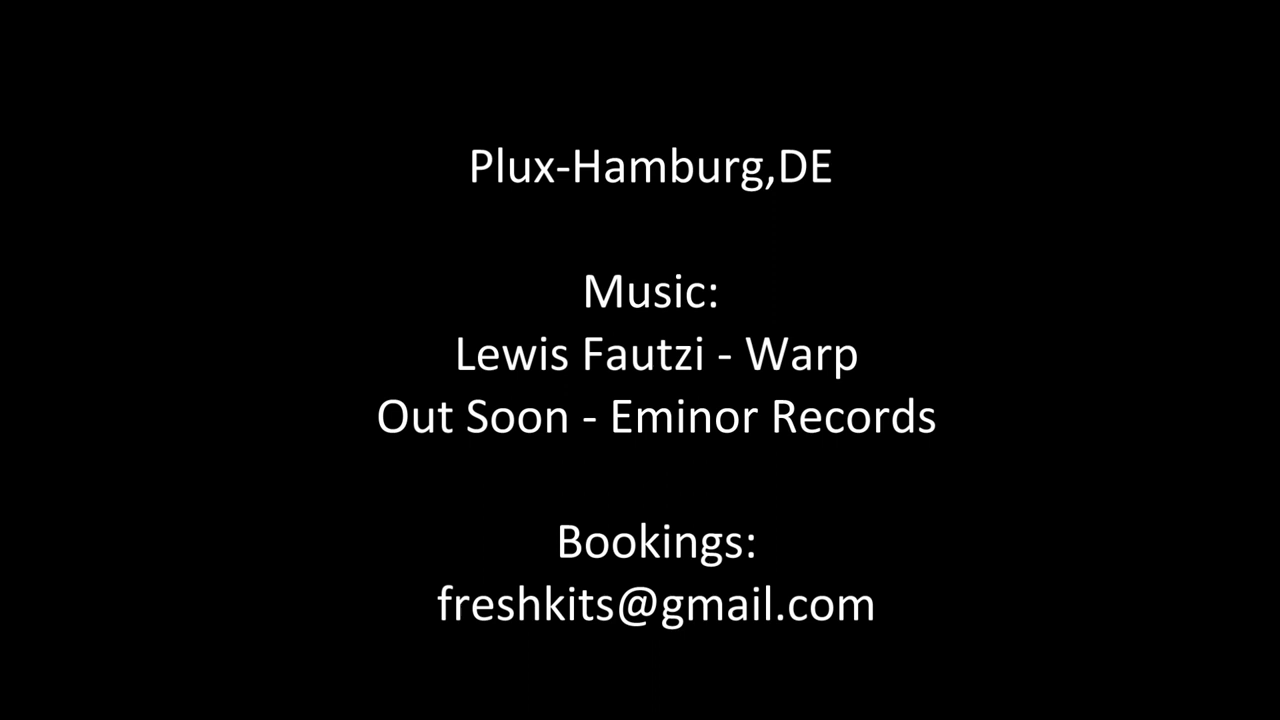 Plux-Hamburg,DE
Music:
Lewis Fautzi - Warp
Out Soon - Eminor Records
Bookings:
freshkits@gmail.com